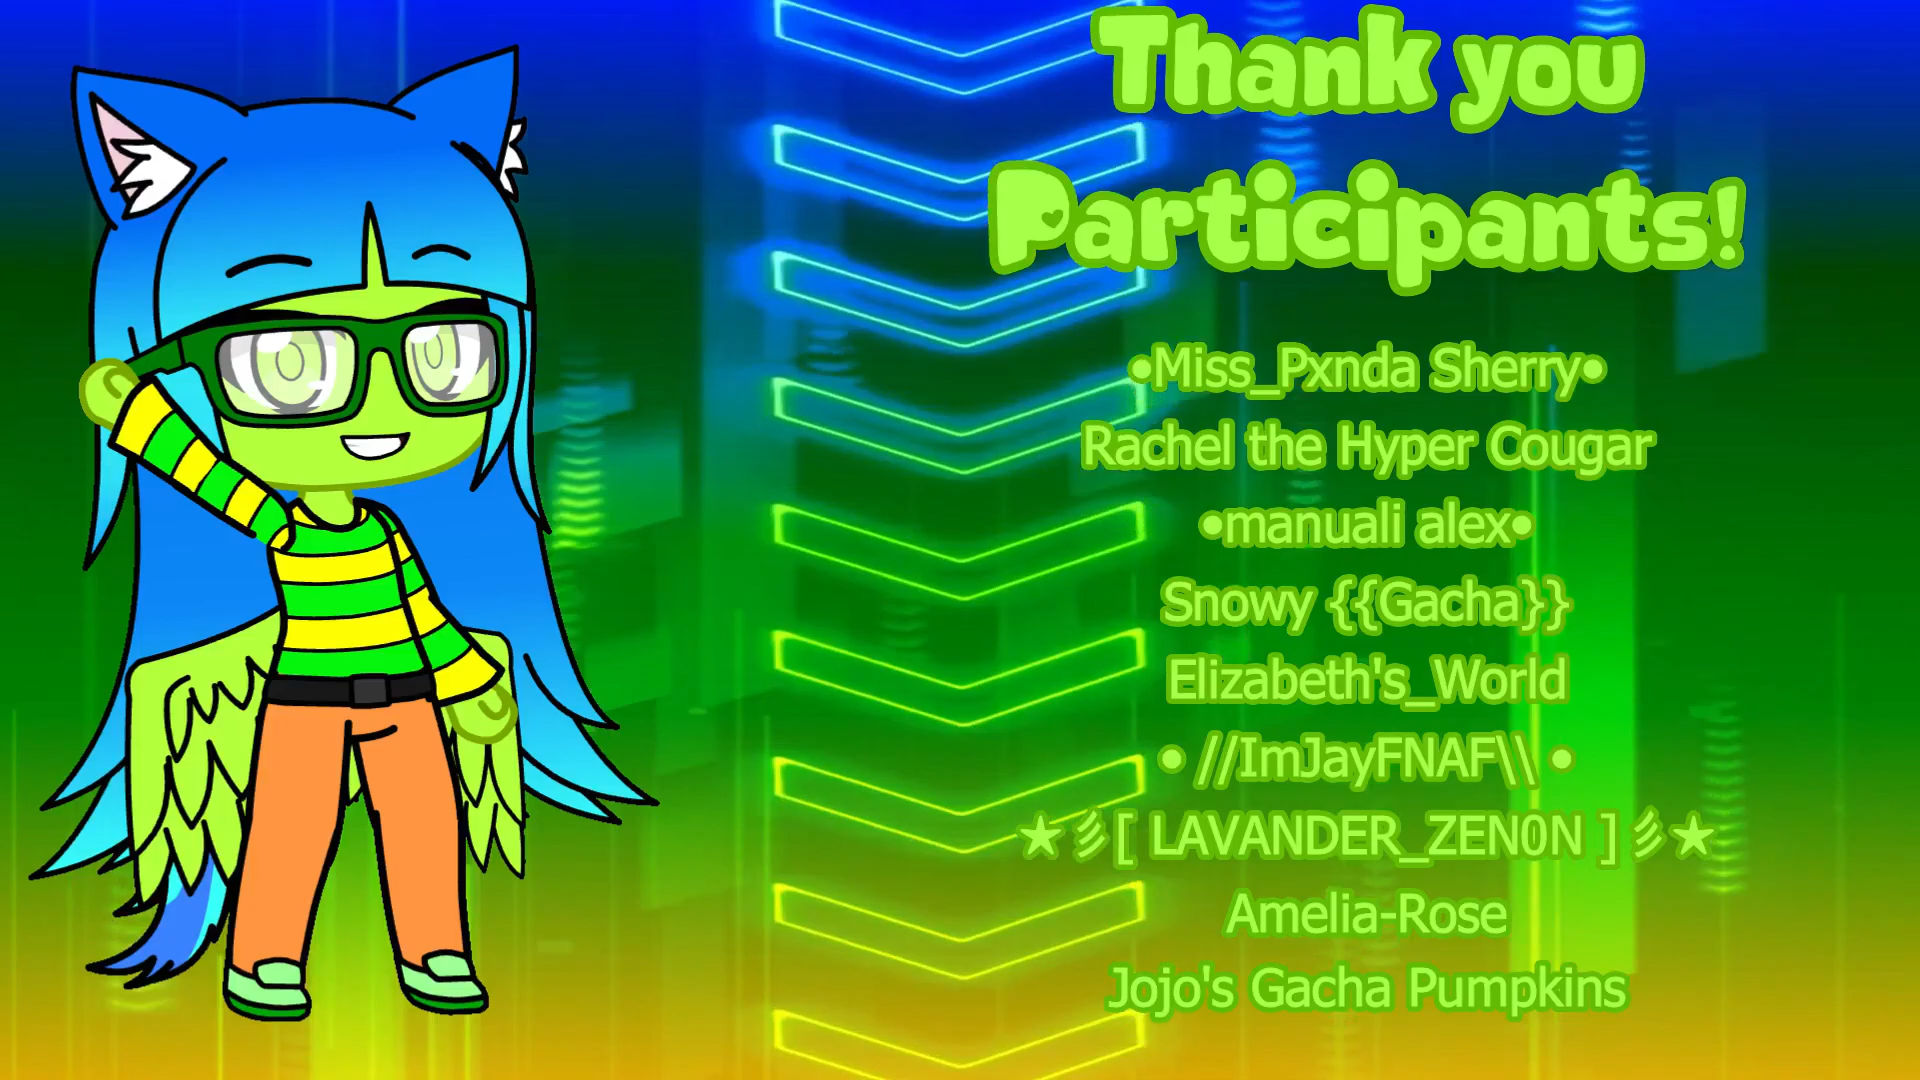 Thank you
Participants!
•Miss_Pxnda Sherry•
Rachel the Hyper Cougar
•manuali alex•
Snowy {{Gacha}}
Elizabeth's_World
• //ImJayFNAF\\ •
★彡[ LAVANDER_ZEN0N ]彡★
Amelia-Rose
Jojo's Gacha Pumpkins